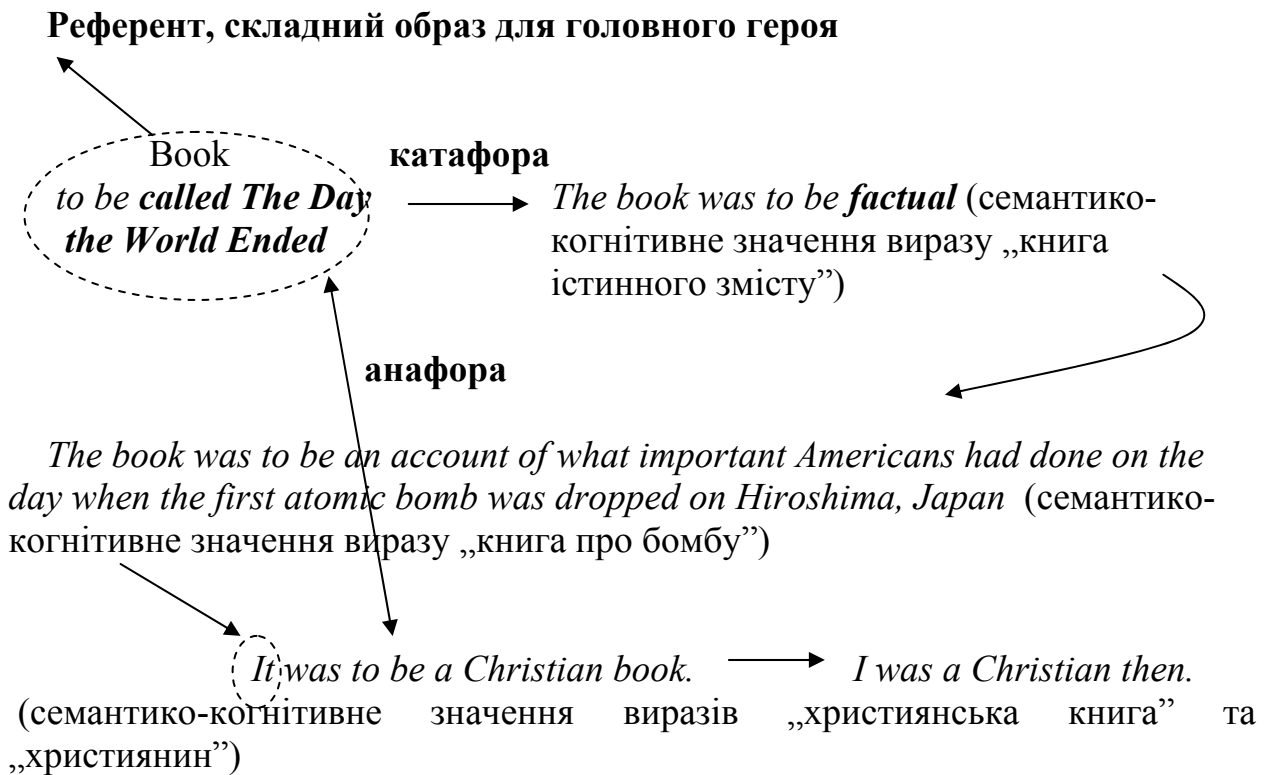 Референт, складний образ для головного героя
Book
катафора
to be called The Day
the World Ended
The book was to be factual (семантико-
когнітивне значення виразу „книга
істинного змісту”)
анафора
The book was to be an account of what important Americans had done on the
day when the first atomic bomb was dropped on Hiroshima, Japan (семантико-
когнітивне значення виразу „книга про бомбу”)
It was to be a Christian book.
I was a Christian then.
(семантико-когнітивне значення виразів „християнська книга” та
„християнин”)